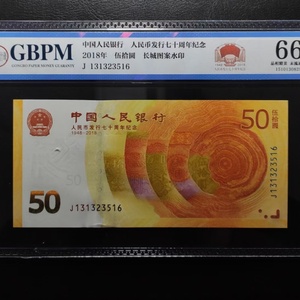 GBPM
中国人民银行 人民币发行七十周年纪念
2018年 伍拾圆 长城图案水印
J 131323516
66
中国人民银行
人民币发行七十周年纪念
1948-2018
50
伍拾圆
50
J131323516
J131323516